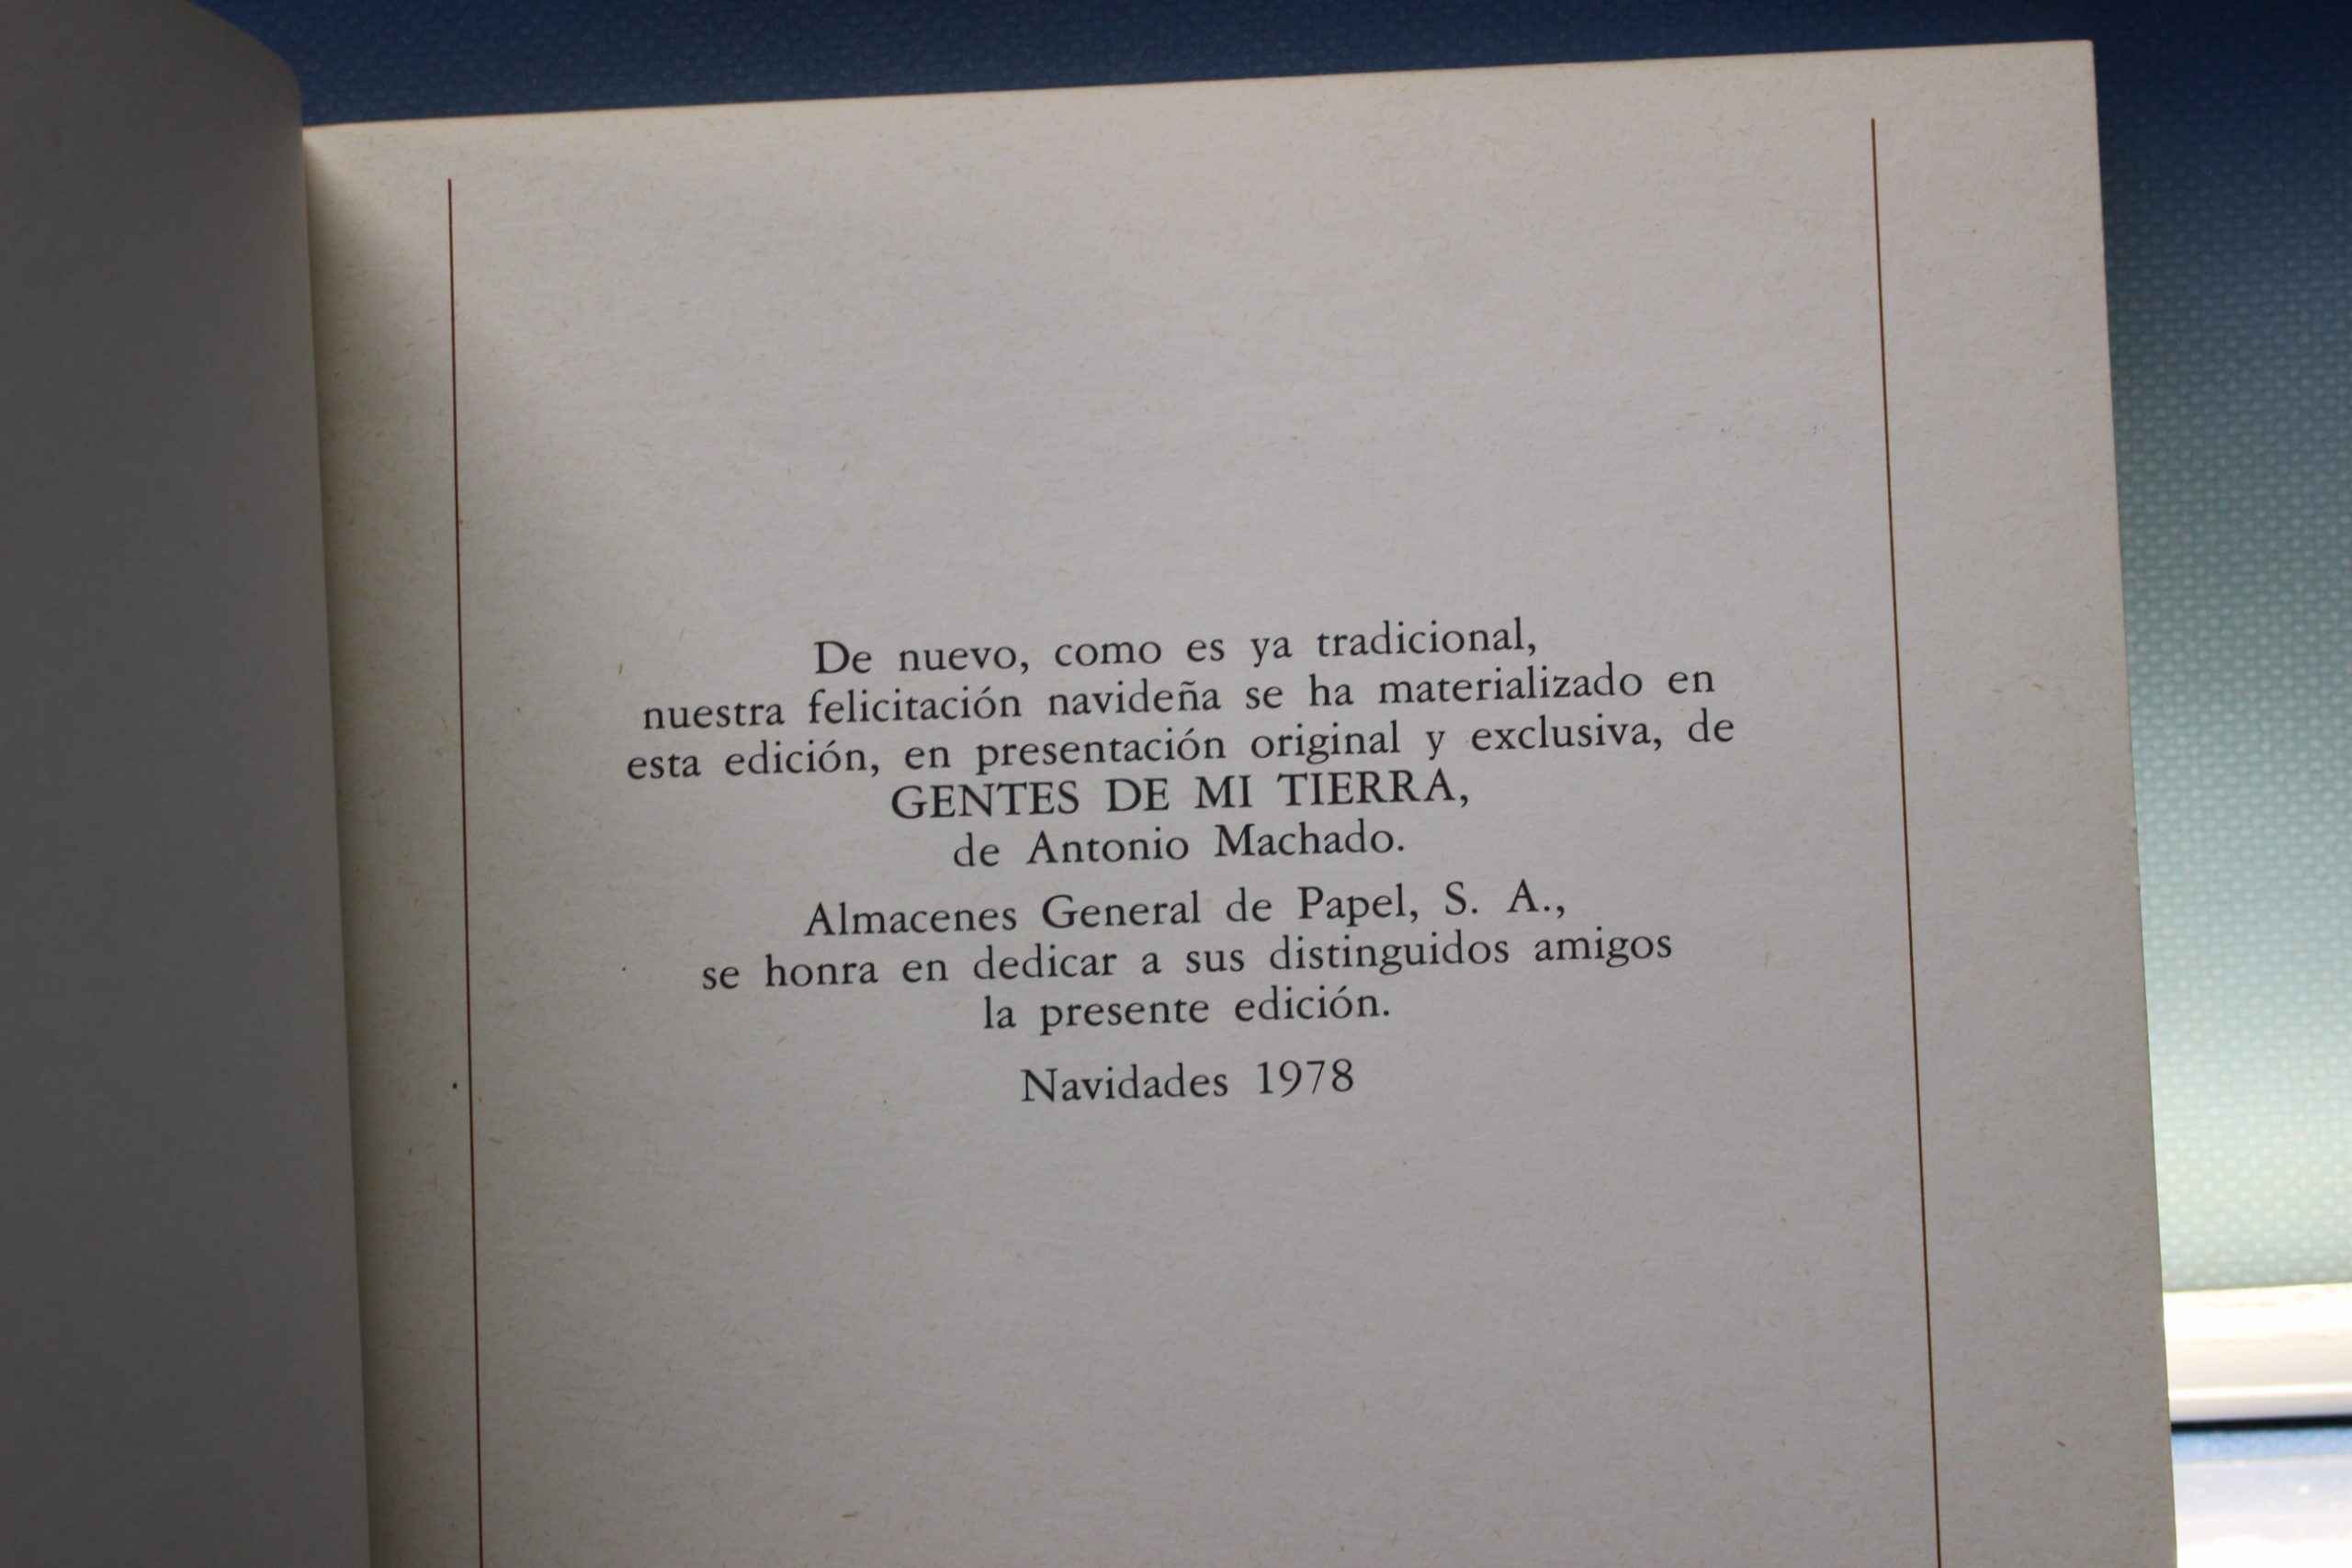 De nuevo, como es ya tradicional,
nuestra felicitación navideña se ha materializado en
esta edición, en presentación original y exclusiva, de
GENTES DE MI TIERRA,
de Antonio Machado.
Almacenes General de Papel, S. A.,
se honra en dedicar a sus distinguidos amigos
la presente edición.
Navidades 1978